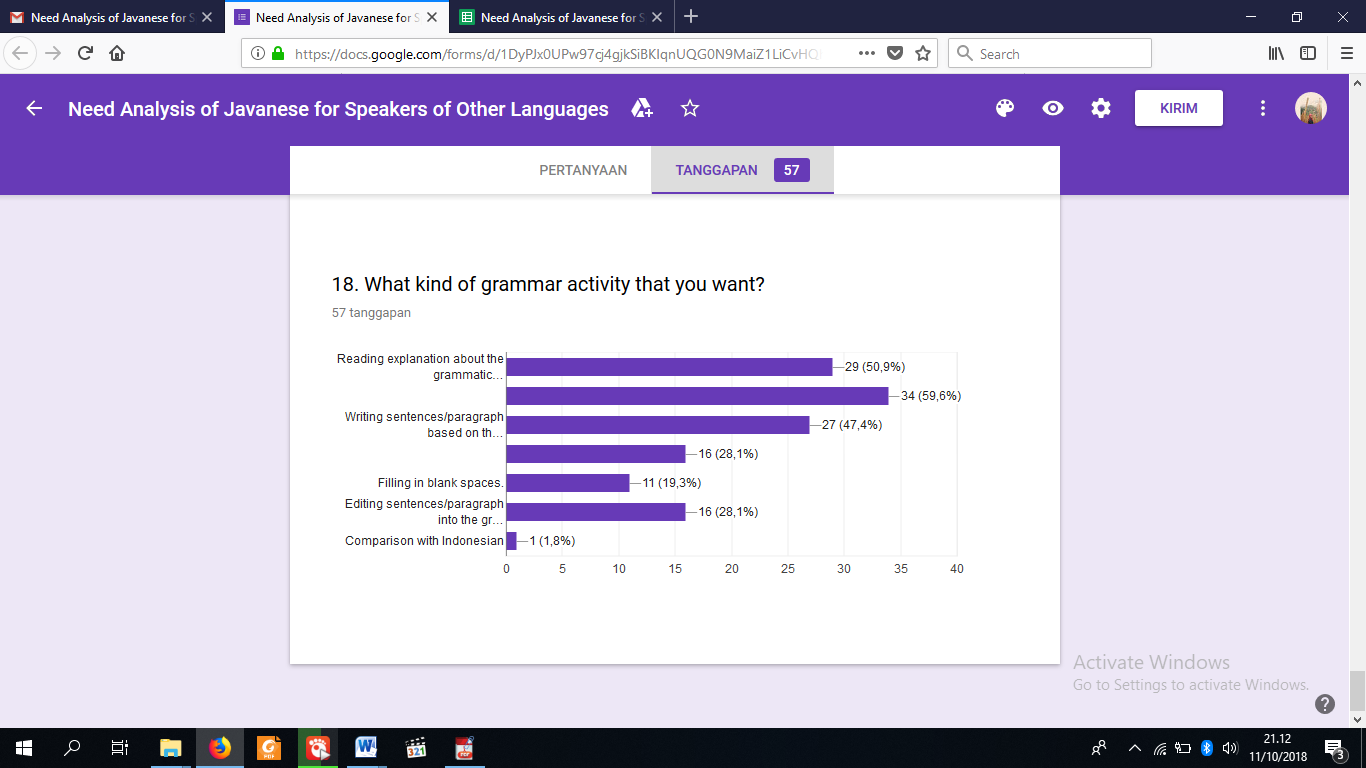 Need Analysis of Javanese for S
Need Analysis of Javanese for S
Need Analysis of Javanese for S
https://docs.google.com/forms/d/1DyPJx0UPw97cj4gjkSiBKIqnUQG0N9MaiZ1LiCvHQ
Search
Need Analysis of Javanese for Speakers of Other Languages
KIRIM
PERTANYAAN
TANGGAPAN 57
18. What kind of grammar activity that you want?
57 tanggapan
Reading explanation about the
grammatic...
29 (50,9%)
34 (59,6%)
Writing sentences/paragraph
based on th...
27 (47,4%)
16 (28,1%)
Filling in blank spaces.
11 (19,3%)
Editing sentences/paragraph
into the gr...
16 (28,1%)
Comparison with Indonesian
1 (1,8%)
0 5 10 15 20 25 30 35 40
Activate Windows
Go to Settings to activate Windows.
PDF
321
PDF
21.12
11/10/2018
3